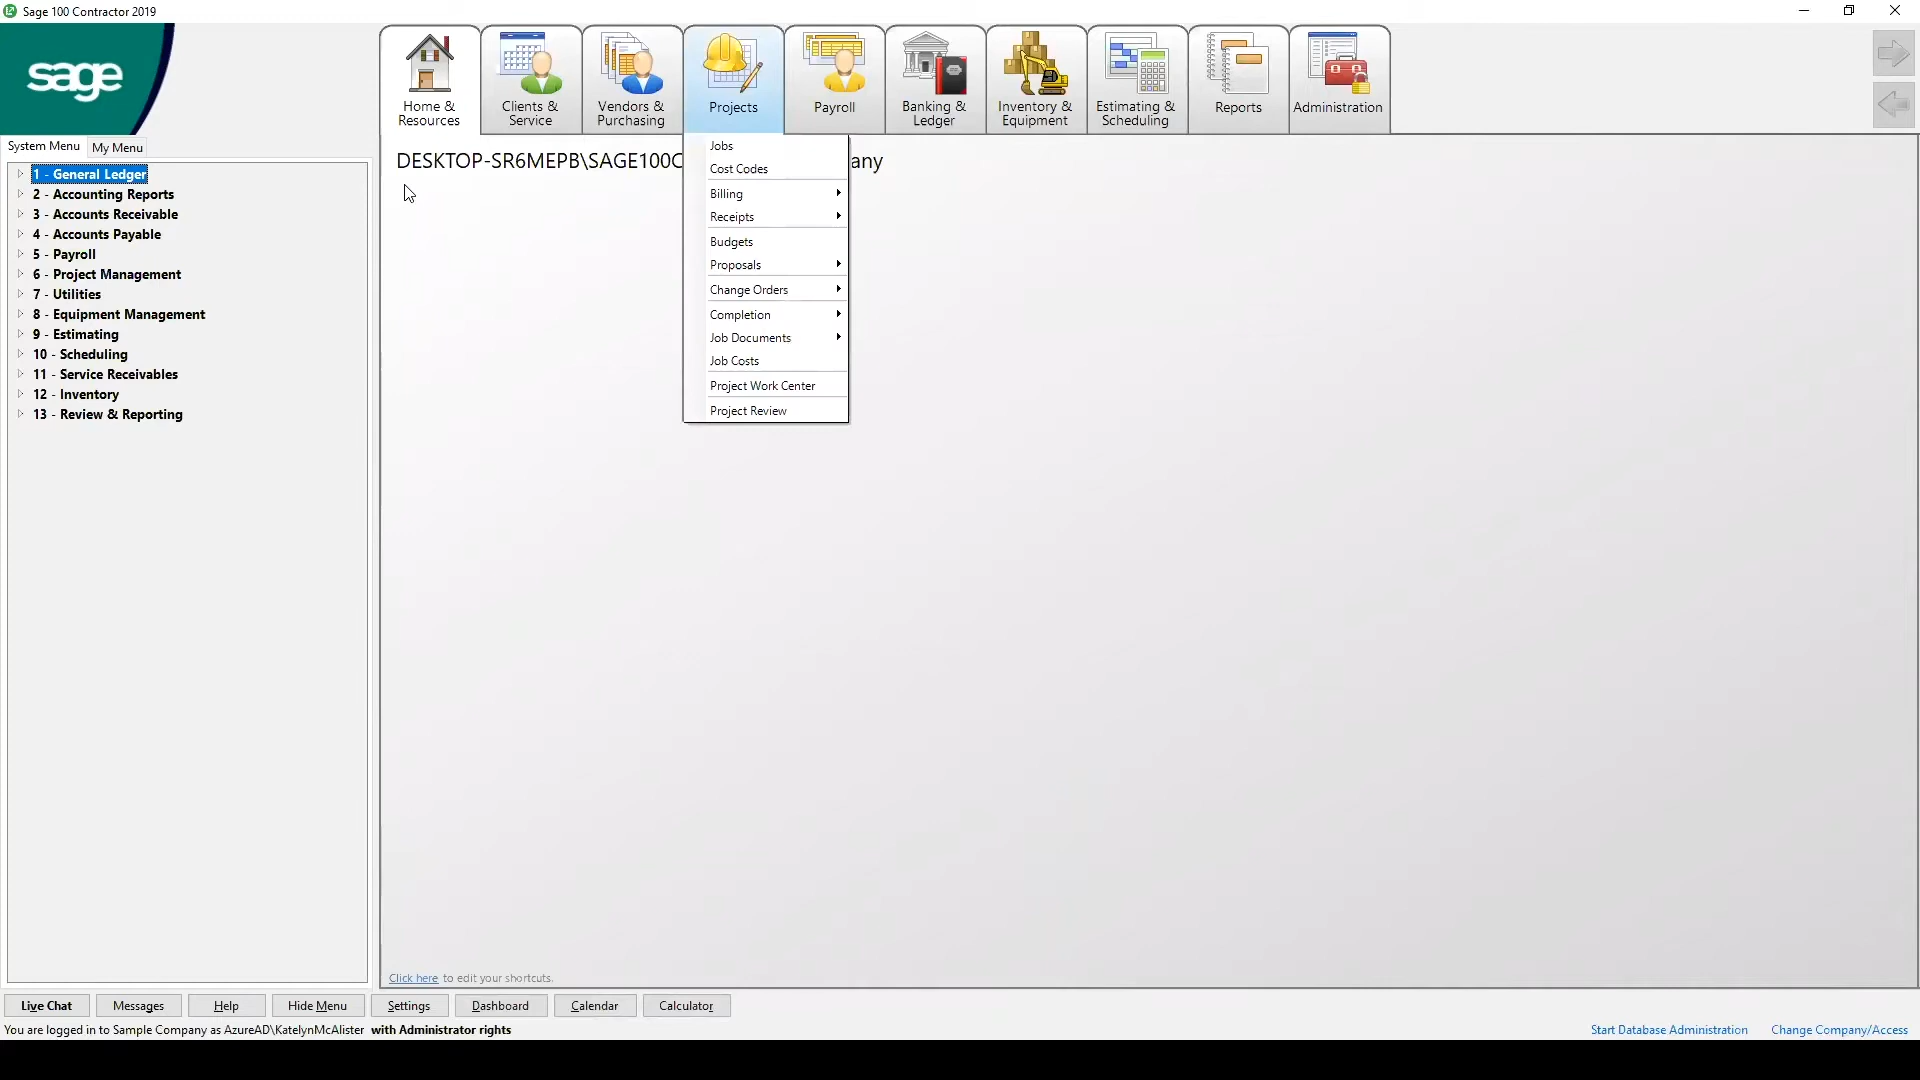 Sage 100 Contractor 2019
sage
Home &
Resources
Clients &
Service
Vendors &
Purchasing
Projects
Payroll
Banking &
Ledger
Inventory &
Equipment
Estimating &
Scheduling
Reports
Administration
System Menu
My Menu
1 - General Ledger
2 - Accounting Reports
3 - Accounts Receivable
4 - Accounts Payable
5 - Payroll
6 - Project Management
7 - Utilities
8 - Equipment Management
9 - Estimating
10 - Scheduling
11 - Service Receivables
12 - Inventory
13 - Review & Reporting
DESKTOP-SR6MEPB\SAGE100C any
Jobs
Cost Codes
Billing
Receipts
Budgets
Proposals
Change Orders
Completion
Job Documents
Job Costs
Project Work Center
Project Review
Click here to edit your shortcuts.
Live Chat
Messages
Help
Hide Menu
Settings
Dashboard
Calendar
Calculator
You are logged in to Sample Company as AzureAD\KatelynMcAlister with Administrator rights
Start Database Administration
Change Company/Access